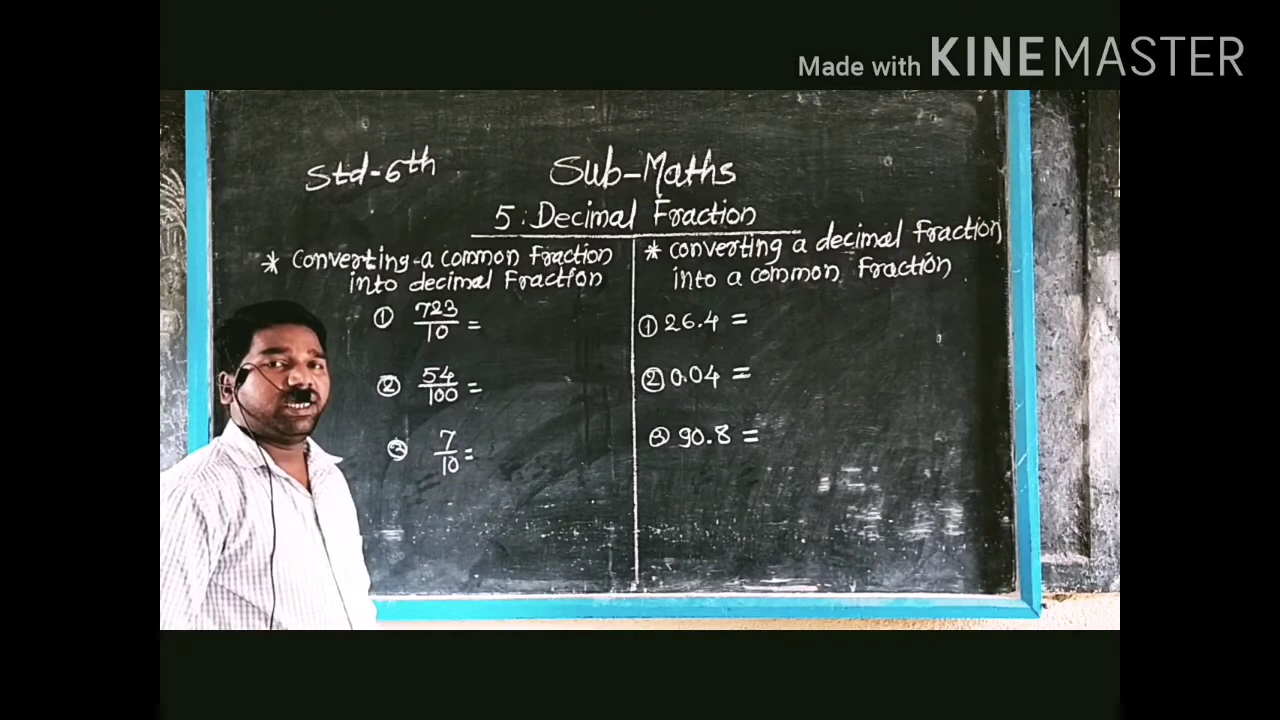 Made with KINEMASTER
Std-6th
Sub-Maths
5. Decimal Fraction
* Converting a common Fraction
into decimal Fraction
① 723/10 =
② 54/100 =
③ 7/10 =
* converting a decimal Fraction
into a common Fraction
① 26.4 =
② 0.04 =
③ 90.8 =